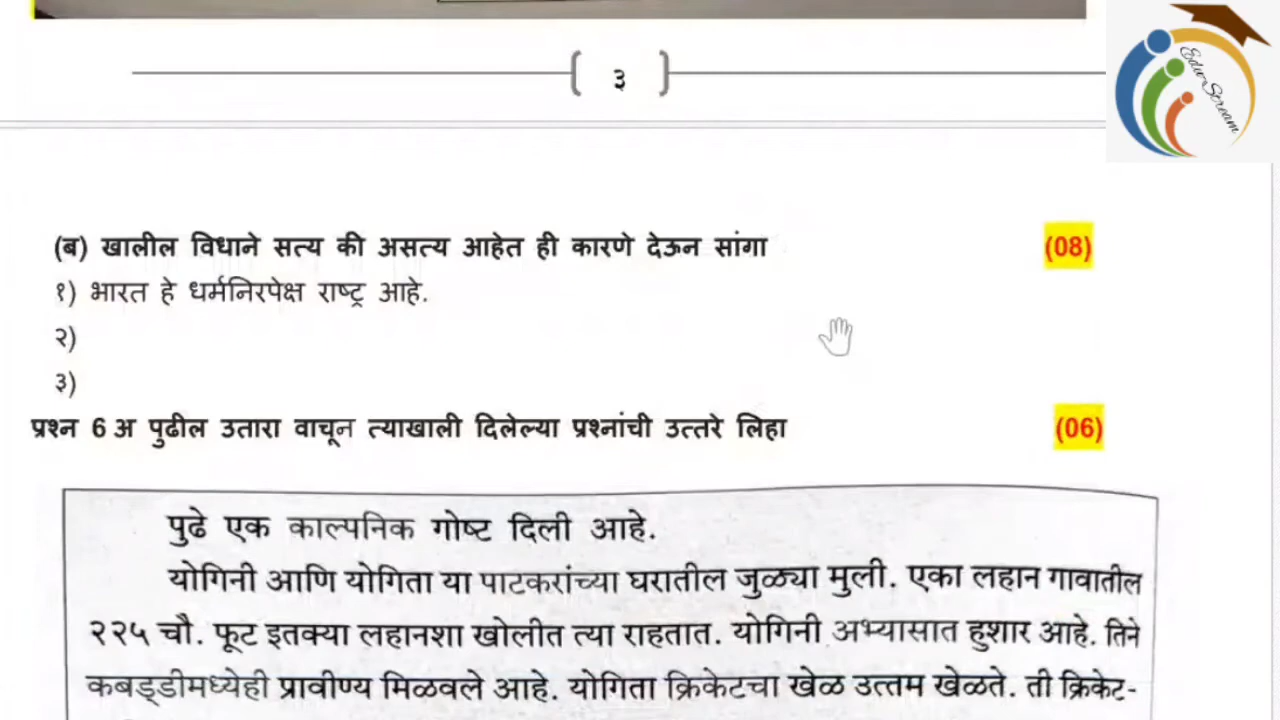 ३
Edu-Scream
(ब) खालील विधाने सत्य की असत्य आहेत ही कारणे देऊन सांगा (08)
१) भारत हे धर्मनिरपेक्ष राष्ट्र आहे.
२)
३)
प्रश्न 6 अ पुढील उतारा वाचून त्याखाली दिलेल्या प्रश्नांची उत्तरे लिहा (06)
पुढे एक काल्पनिक गोष्ट दिली आहे.
योगिनी आणि योगिता या पाटकरांच्या घरातील जुळ्या मुली. एका लहान गावातील
२२५ चौ. फूट इतक्या लहानशा खोलीत त्या राहतात. योगिनी अभ्यासात हुशार आहे. तिने
कबड्डीमध्येही प्रावीण्य मिळवले आहे. योगिता क्रिकेटचा खेळ उत्तम खेळते. ती क्रिकेट-